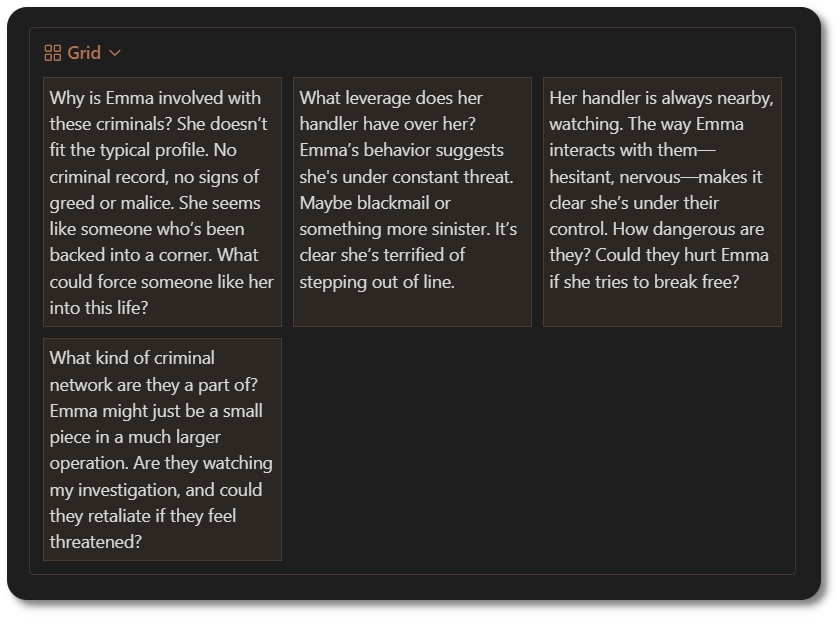 Grid
Why is Emma involved with
these criminals? She doesn’t
fit the typical profile. No
criminal record, no signs of
greed or malice. She seems
like someone who’s been
backed into a corner. What
could force someone like her
into this life?
What leverage does her
handler have over her?
Emma’s behavior suggests
she's under constant threat.
Maybe blackmail or
something more sinister. It’s
clear she’s terrified of
stepping out of line.
Her handler is always nearby,
watching. The way Emma
interacts with them—
hesitant, nervous—makes it
clear she’s under their
control. How dangerous are
they? Could they hurt Emma
if she tries to break free?
What kind of criminal
network are they a part of?
Emma might just be a small
piece in a much larger
operation. Are they watching
my investigation, and could
they retaliate if they feel
threatened?